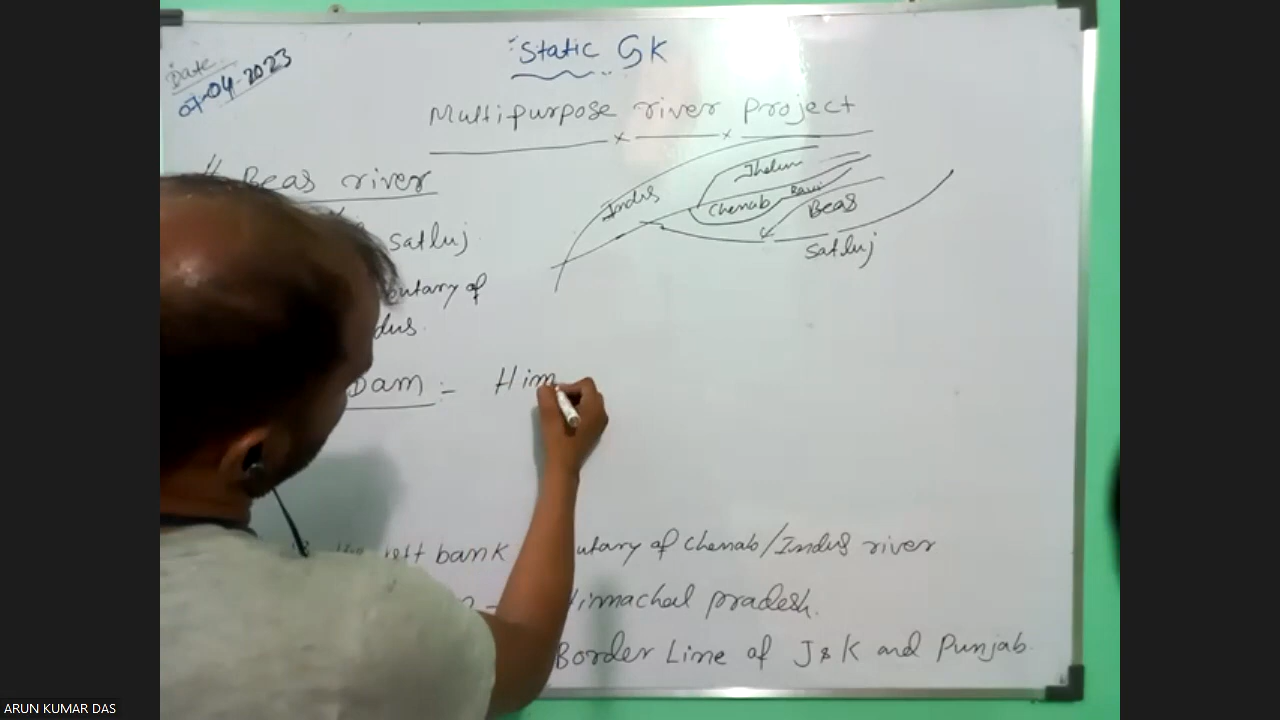 Static GK
Date
07-04-2023
Multipurpose river project
# Beas river
Indus
Jhelum
Chenab
Ravi
Beas
Satluj
satluj
butary of
dus.
Dam :- Him
left bank utary of Chenab/Indus river
Himachal pradesh.
Border Line of J&K and Punjab
ARUN KUMAR DAS